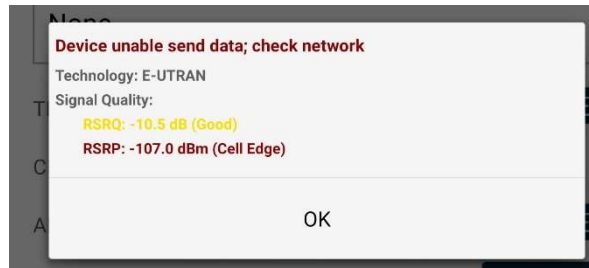 None
Device unable send data; check network
Technology: E-UTRAN
Signal Quality:
RSRQ: -10.5 dB (Good)
RSRP: -107.0 dBm (Cell Edge)
OK